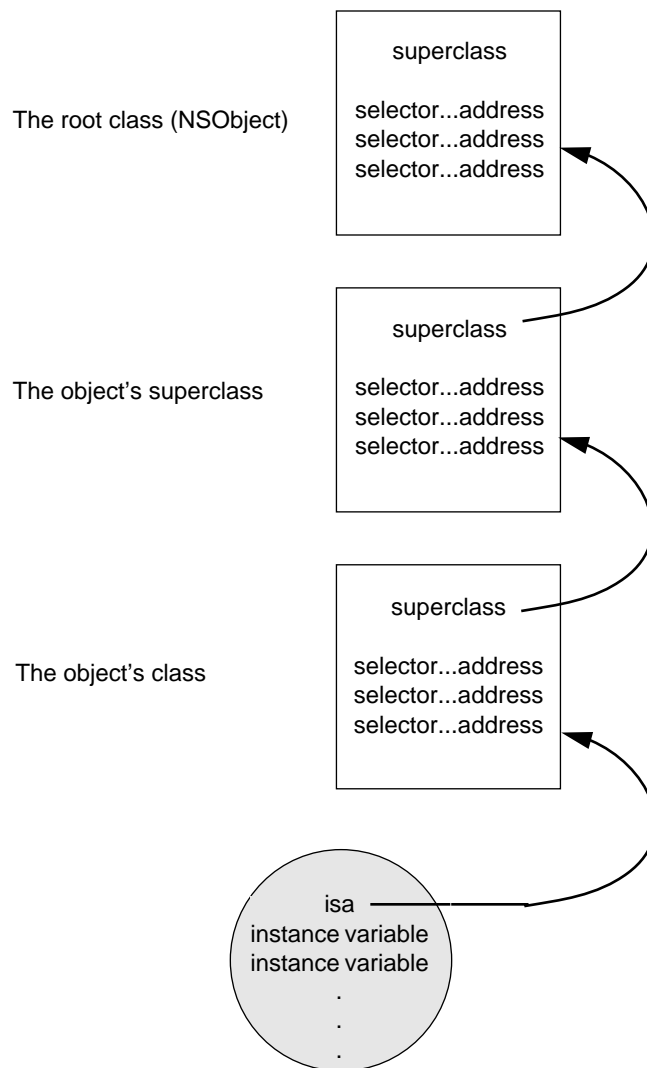 superclass
The root class (NSObject)
selector...address
selector...address
selector...address
superclass
The object’s superclass
selector...address
selector...address
selector...address
superclass
The object’s class
selector...address
selector...address
selector...address
isa
instance variable
instance variable
.
.
.